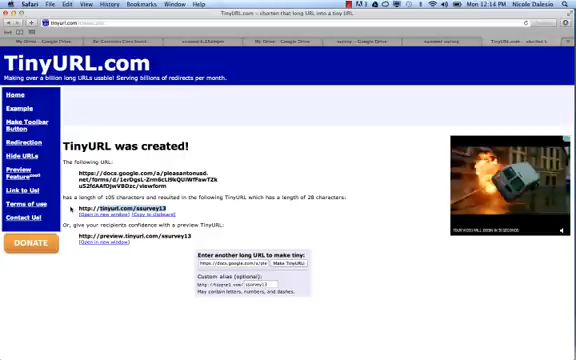 Safari File Edit View History Bookmarks Window Help
12:14 PM Nicole Dalesio
TinyURL.com – shorten that long URL into a tiny URL
TinyURL.com
Making over a billion long URLs usable! Serving billions of redirects per month.
Home
Example
Make Toolbar
Button
Redirection
Hide URLs
Preview
Feature
Link to Us!
Terms of use
Contact Us!
DONATE
TinyURL was created!
The following URL:
https://docs.google.com/a/pleasantonusd.
has a length of 105 characters and resulted in the following TinyURL which has a length of 28 characters:
http://tinyurl.com/ssurvey13
[Open in new window] [Copy to clipboard]
Or, give your recipients confidence with a preview TinyURL:
http://preview.tinyurl.com/ssurvey13
[Open in new window]
Enter another long URL to make tiny:
https://docs.google.com/a/ple Make TinyURL!
Custom alias (optional):
http://tinyurl.com/ ssurvey13
May contain letters, numbers, and dashes.